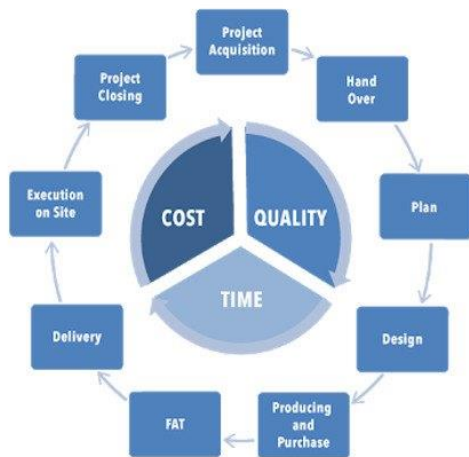 Project
Acquisition
Hand
Over
Plan
Design
Producing
and
Purchase
FAT
Delivery
Execution
on Site
Project
Closing
COST
QUALITY
TIME